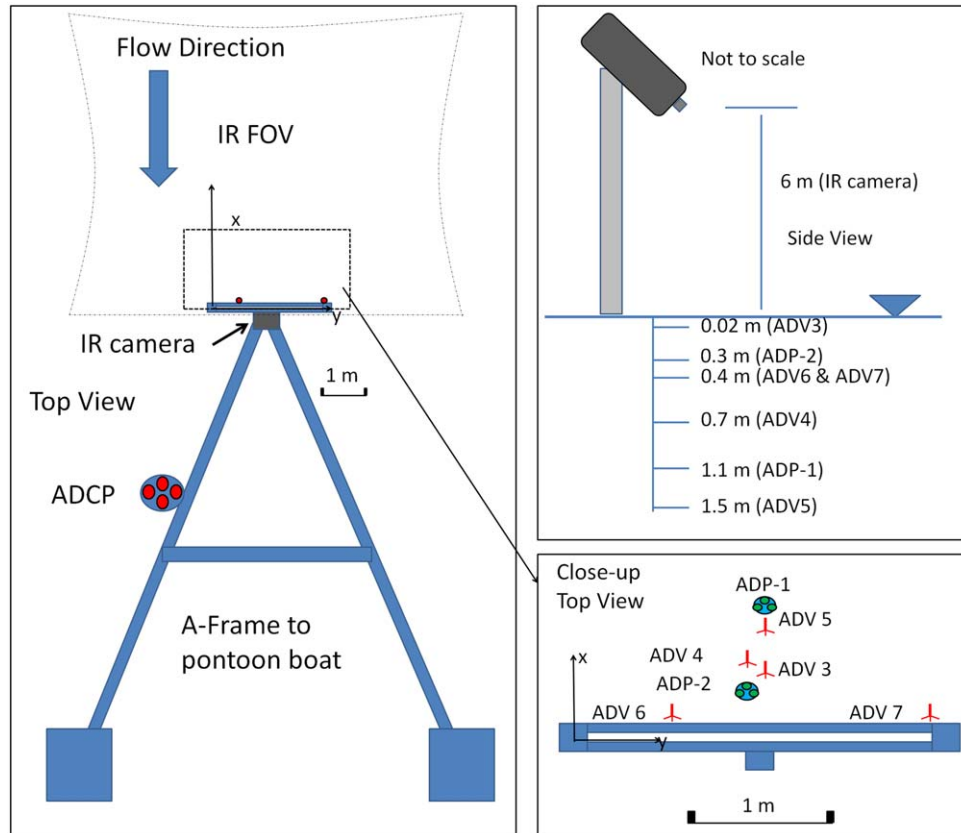 Flow Direction
IR FOV
x
y
IR camera
1 m
Top View
ADCP
A-Frame to
pontoon boat
Not to scale
6 m (IR camera)
Side View
0.02 m (ADV3)
0.3 m (ADP-2)
0.4 m (ADV6 & ADV7)
0.7 m (ADV4)
1.1 m (ADP-1)
1.5 m (ADV5)
Close-up
Top View
ADP-1
ADV 5
x
ADV 4
ADV 3
ADP-2
ADV 6
ADV 7
y
1 m